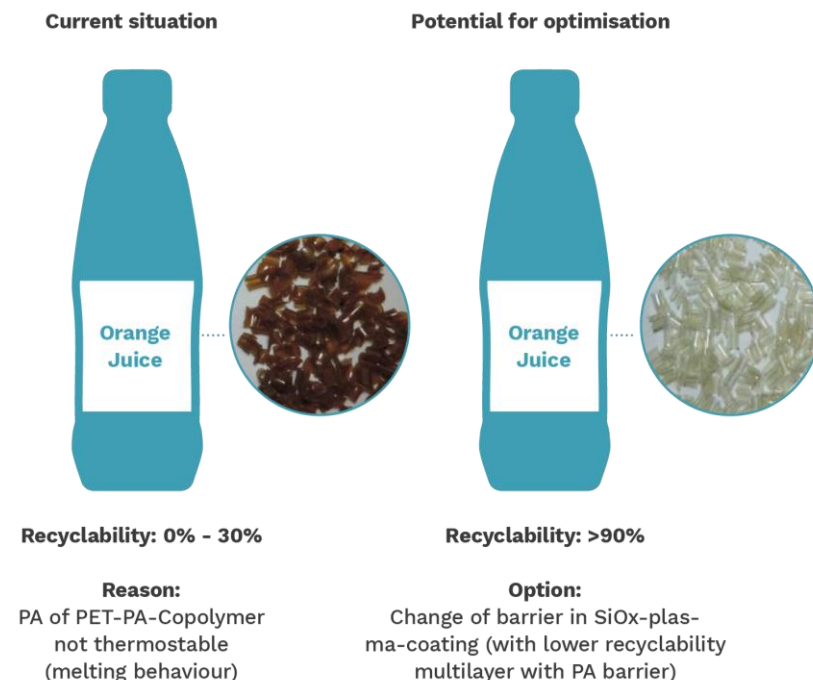 Current situation
Potential for optimisation
Orange
Juice
Orange
Juice
Recyclability: 0% - 30%
Recyclability: >90%
Reason:
PA of PET-PA-Copolymer
not thermostable
(melting behaviour)
Option:
Change of barrier in SiOx-plas-
ma-coating (with lower recyclability
multilayer with PA barrier)